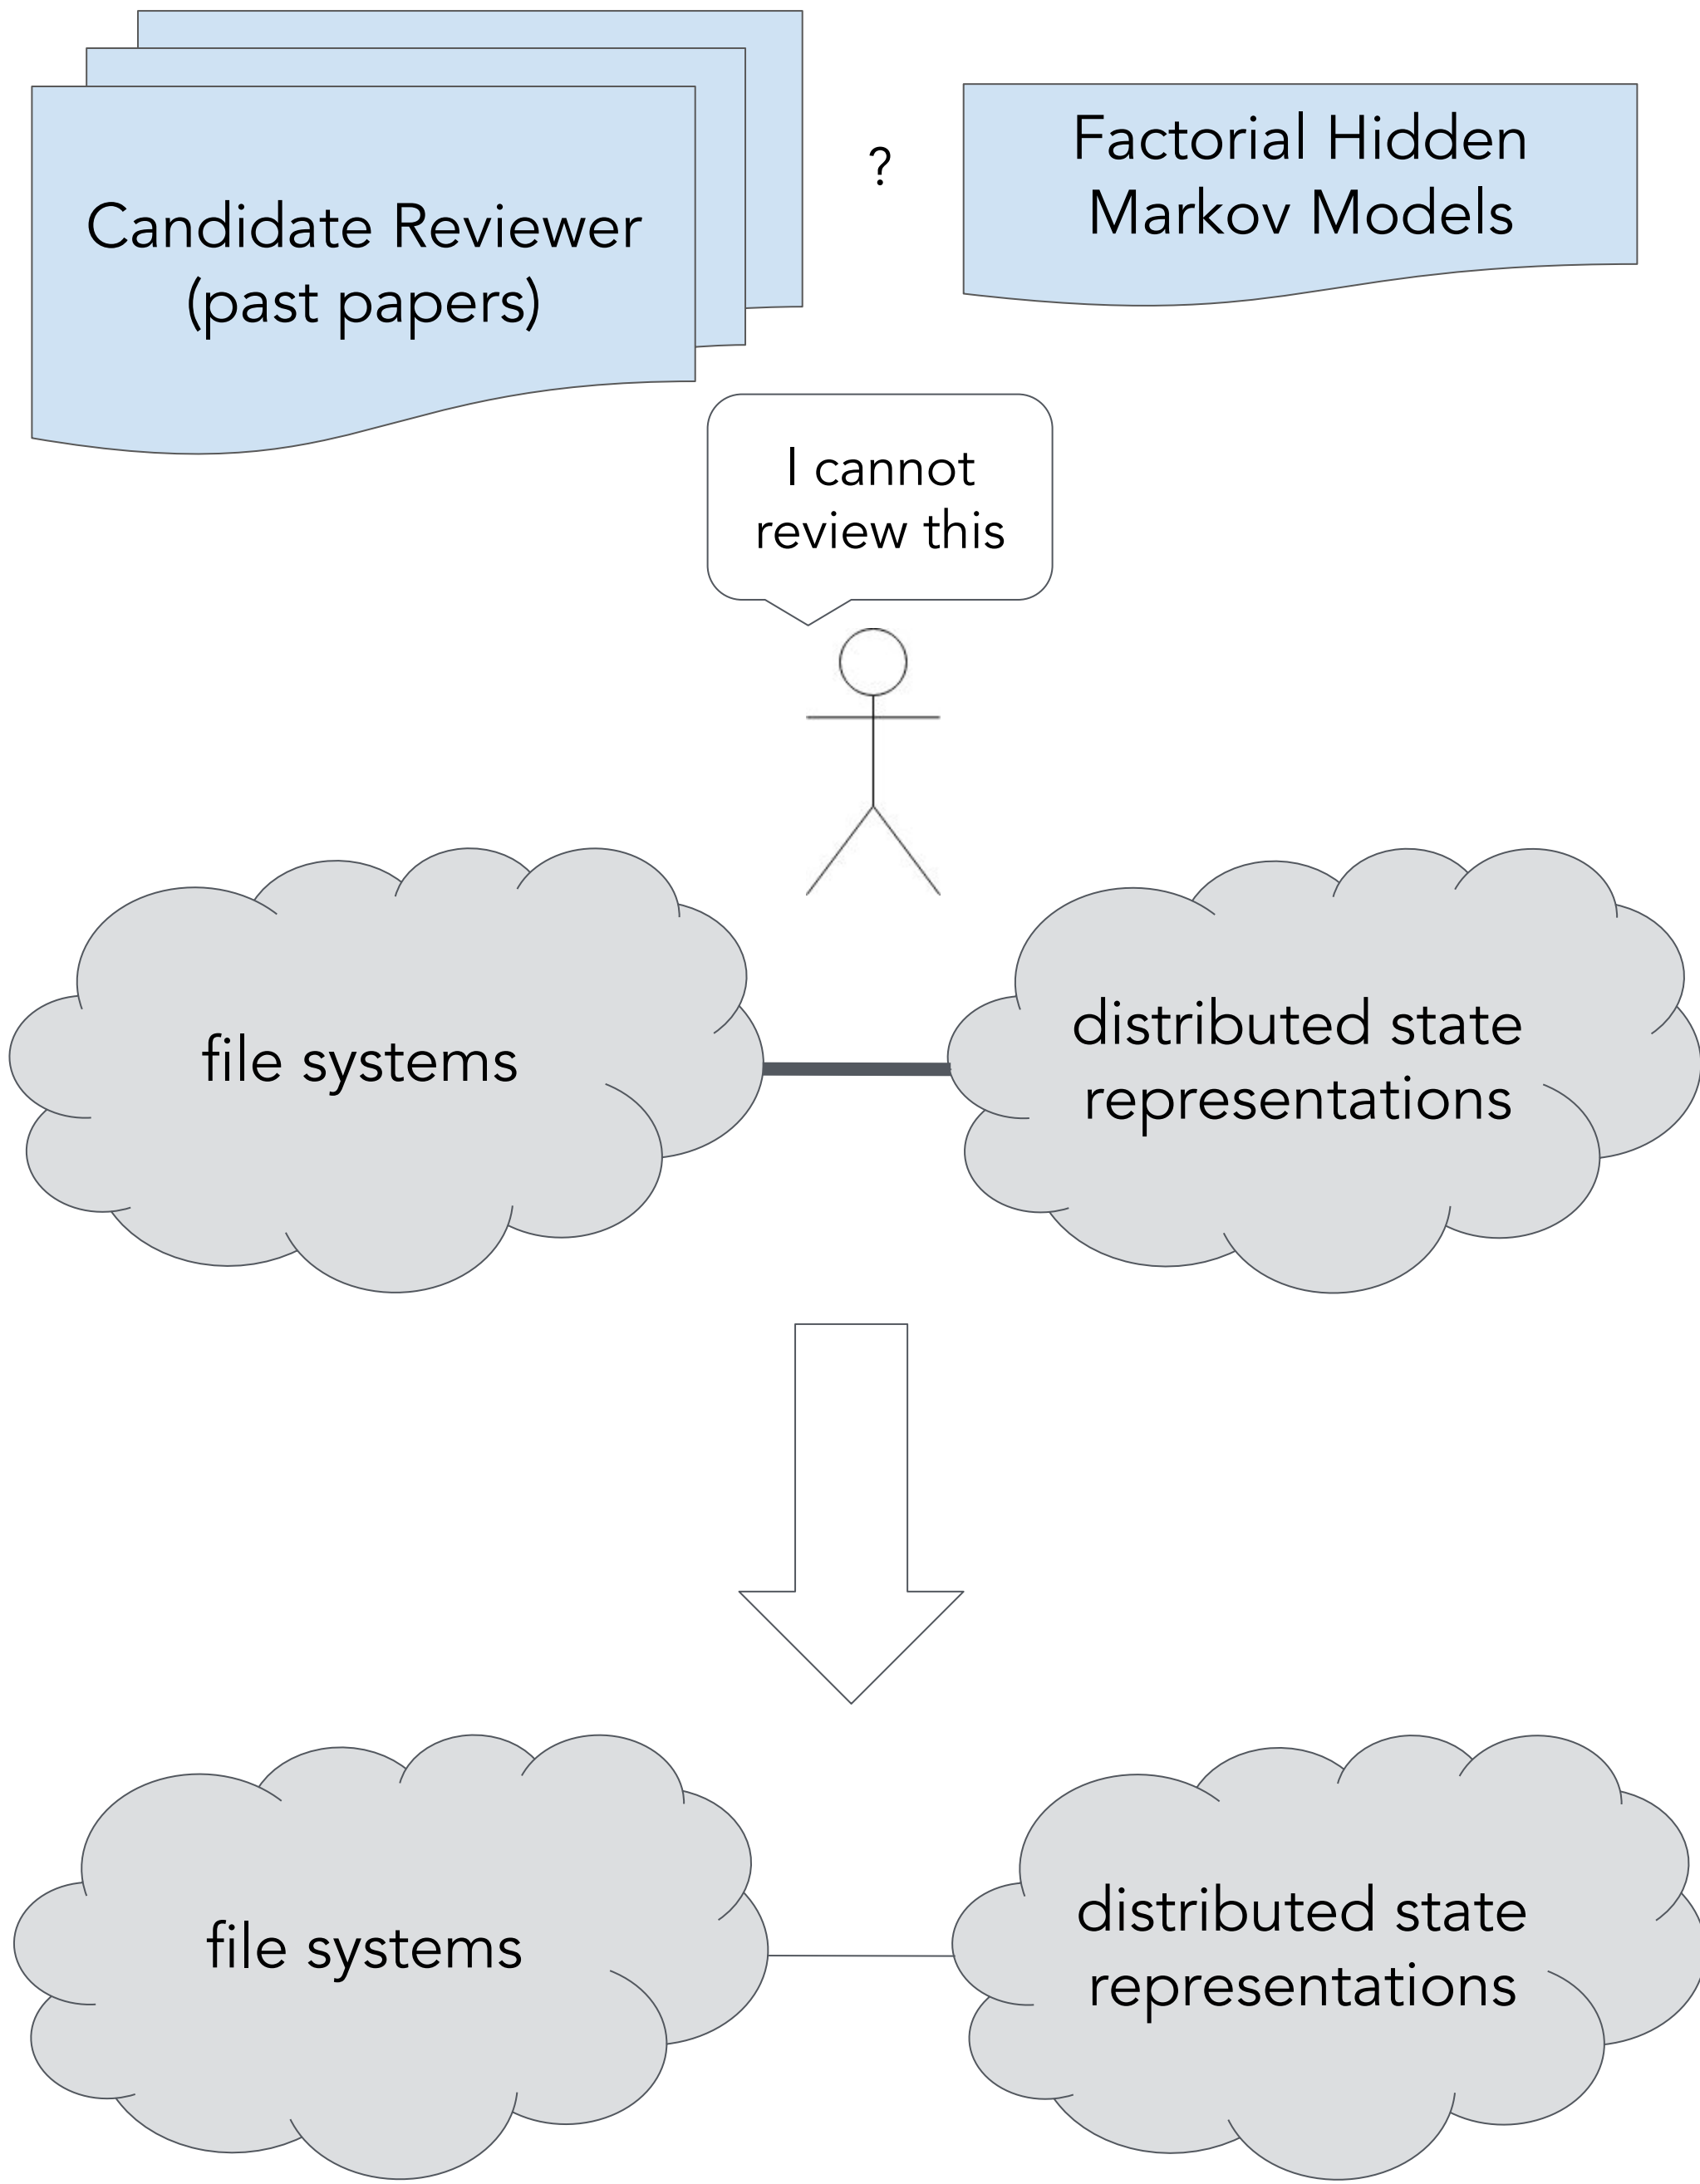 Candidate Reviewer
(past papers)
?
Factorial Hidden
Markov Models
I cannot
review this
file systems
distributed state
representations
file systems
distributed state
representations